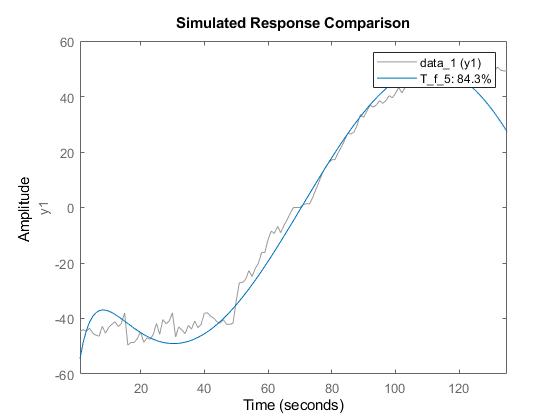 Simulated Response Comparison
60
data_1 (y1)
T_f_5: 84.3%
40
20
0
-20
-40
-60
Amplitude
y1
20
40
60
80
100
120
Time (seconds)